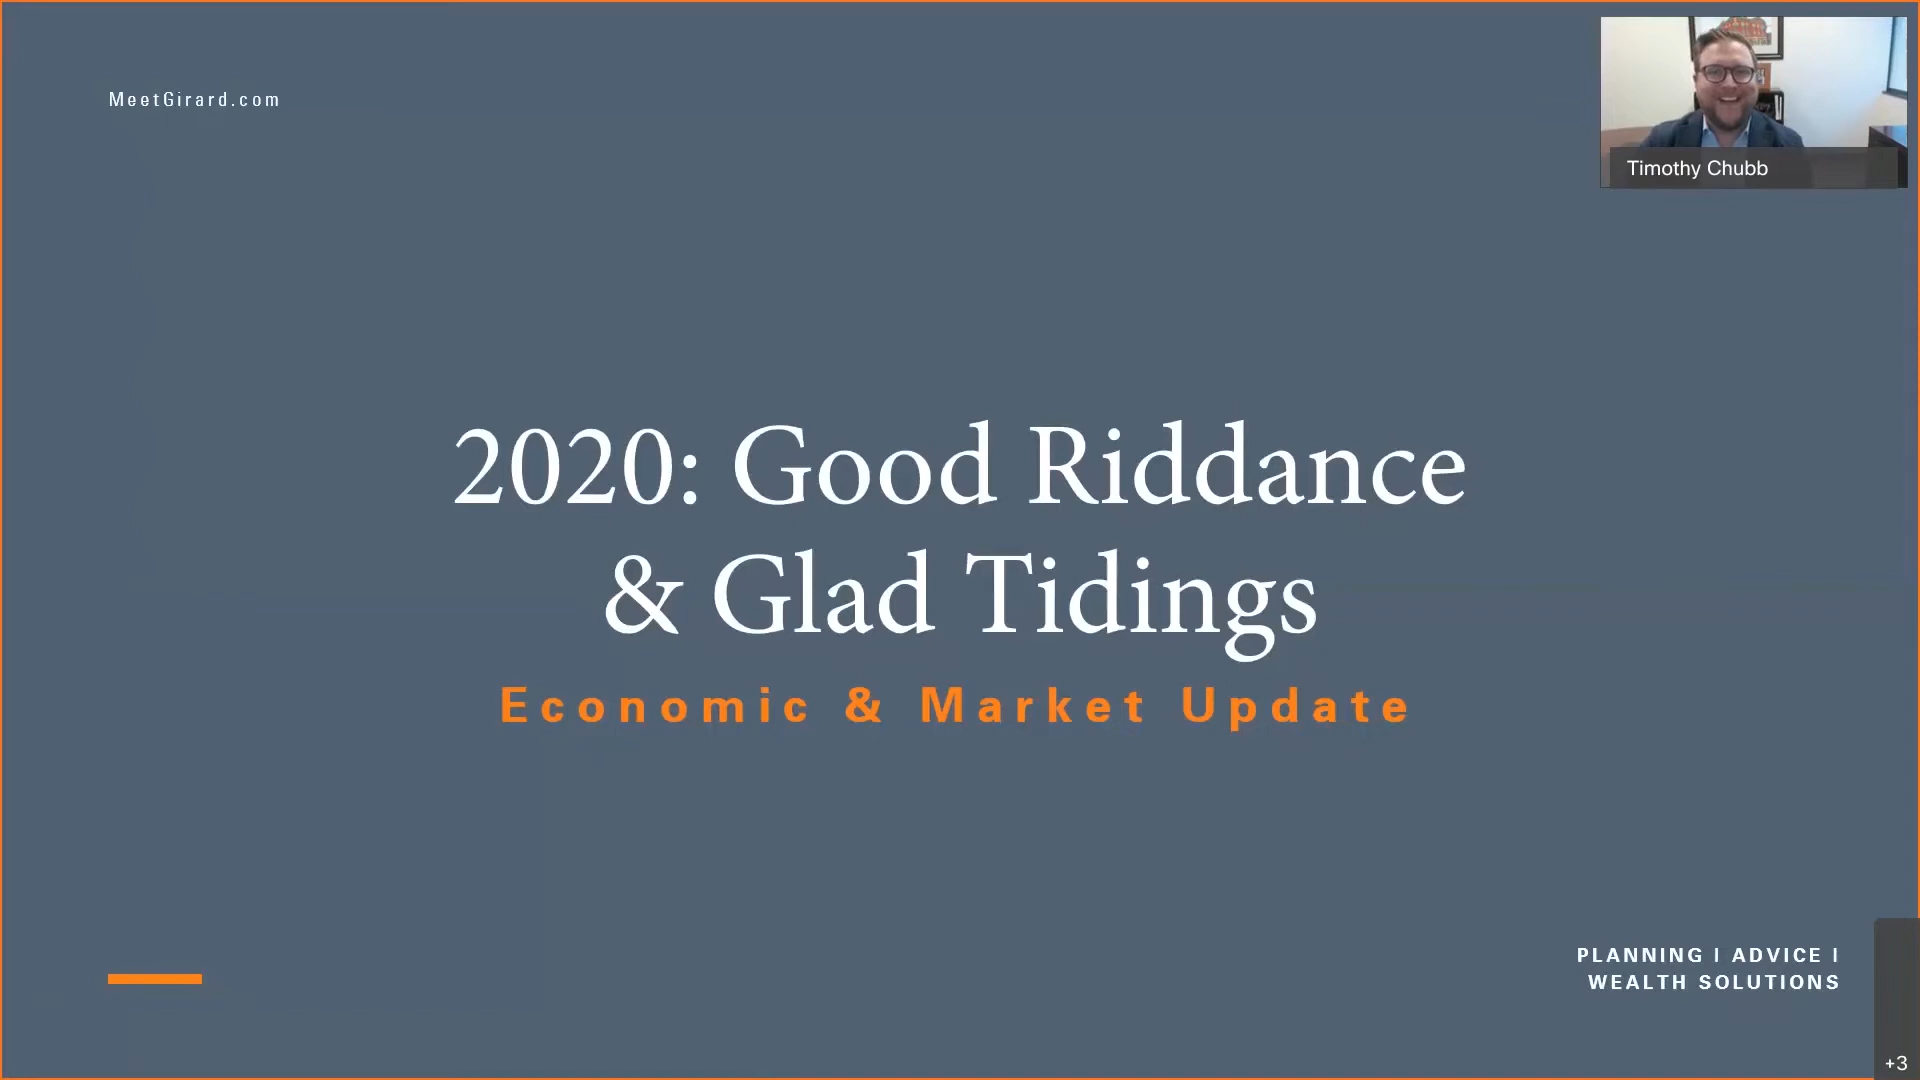 MeetGirard.com
Timothy Chubb
2020: Good Riddance
& Glad Tidings
Economic & Market Update
PLANNING | ADVICE |
WEALTH SOLUTIONS
+3